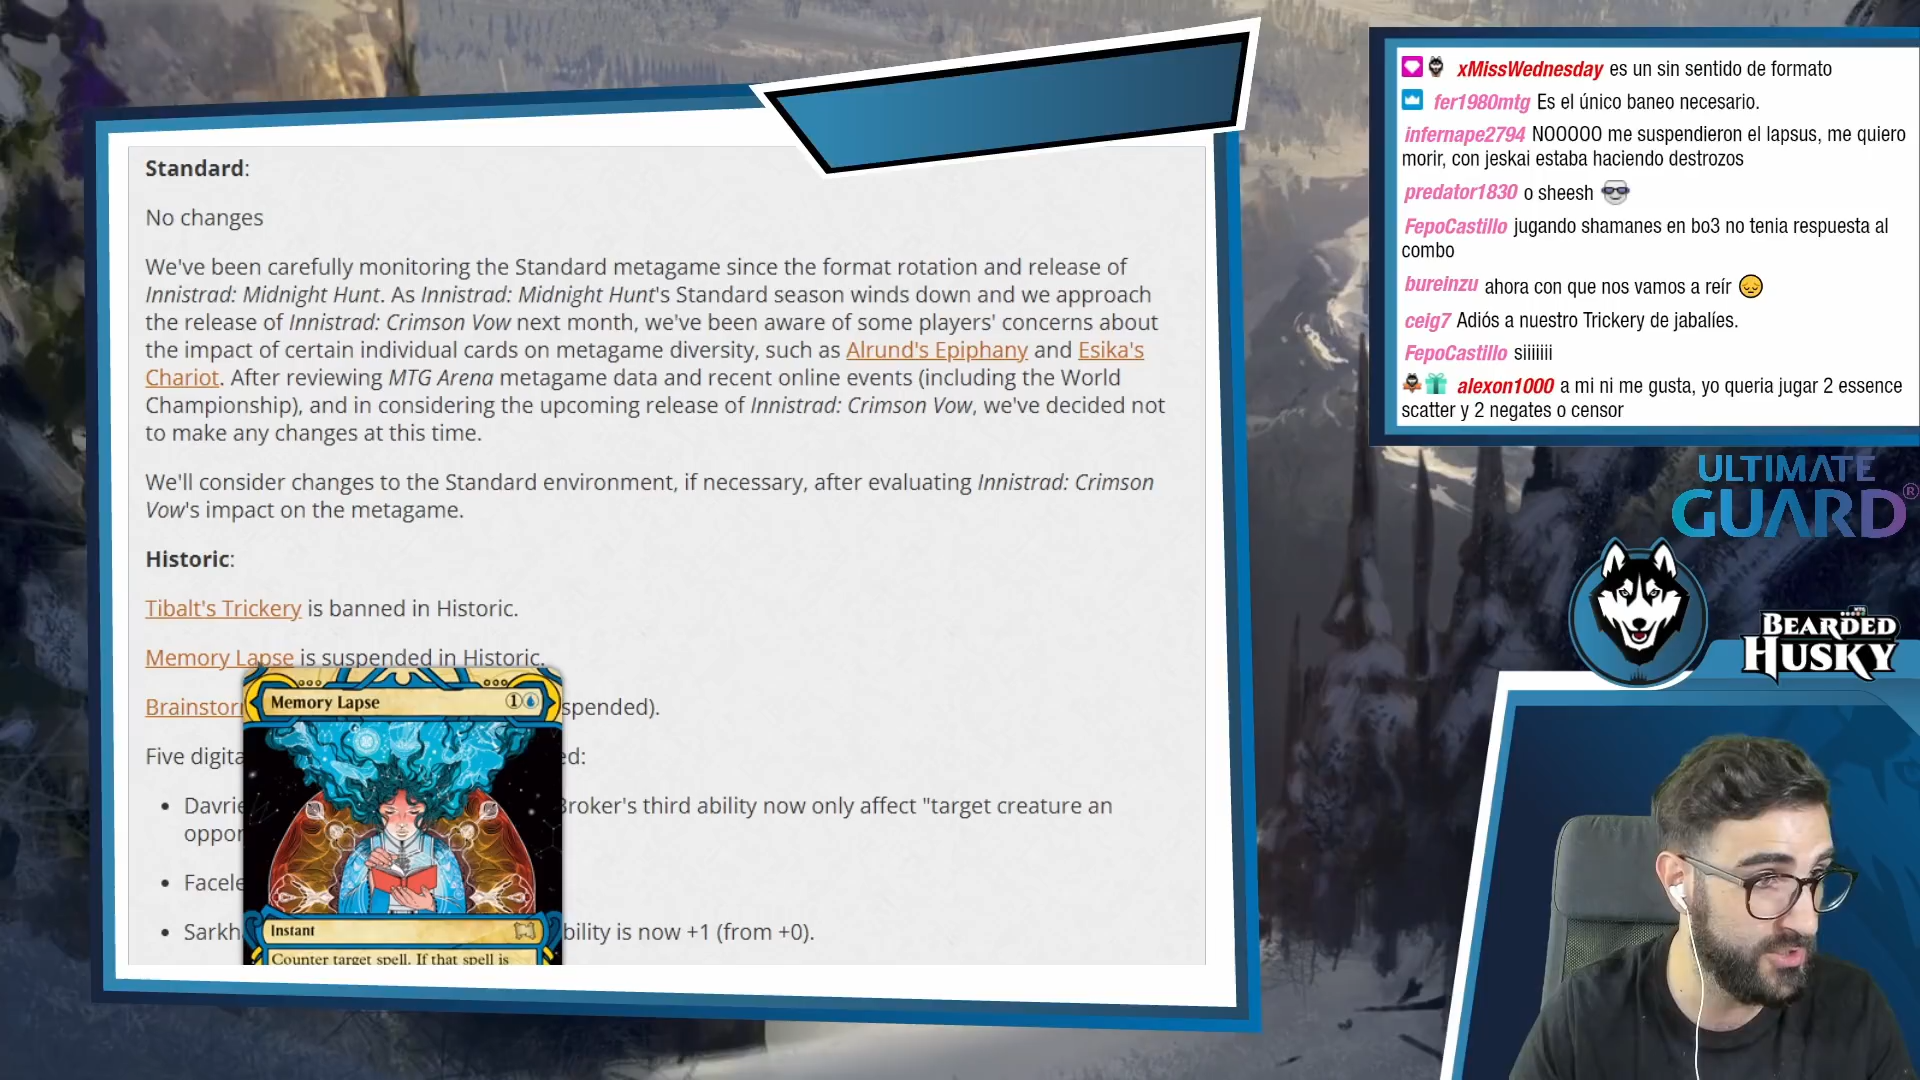 Standard:
No changes
We've been carefully monitoring the Standard metagame since the format rotation and release of
Innistrad: Midnight Hunt. As Innistrad: Midnight Hunt's Standard season winds down and we approach
the release of Innistrad: Crimson Vow next month, we've been aware of some players' concerns about
the impact of certain individual cards on metagame diversity, such as Alrund's Epiphany and Esika's
Chariot. After reviewing MTG Arena metagame data and recent online events (including the World
Championship), and in considering the upcoming release of Innistrad: Crimson Vow, we've decided not
to make any changes at this time.
We'll consider changes to the Standard environment, if necessary, after evaluating Innistrad: Crimson
Vow's impact on the metagame.
Historic:
Tibalt's Trickery is banned in Historic.
Memory Lapse is suspended in Historic.
spended).
Five
ed:
Broker's third ability now only affect "target creature an
bility is now +1 (from +0).
Memory Lapse 1
Instant
Counter target spell. If that spell is
xMissWednesday es un sin sentido de formato
fer1980mtg Es el único baneo necesario.
infernape2794 NOOOOO me suspendieron el lapsus, me quiero
morir, con jeskai estaba haciendo destrozos
predator1830 o sheesh
FepoCastillo jugando shamanes en bo3 no tenia respuesta al
combo
bureinzu ahora con que nos vamos a reír
ceig7 Adiós a nuestro Trickery de jabalíes.
FepoCastillo siiiiiii
alexon1000 a mi ni me gusta, yo queria jugar 2 essence
scatter y 2 negates o censor
ULTIMATE
GUARD®
BEARDED
HUSKY